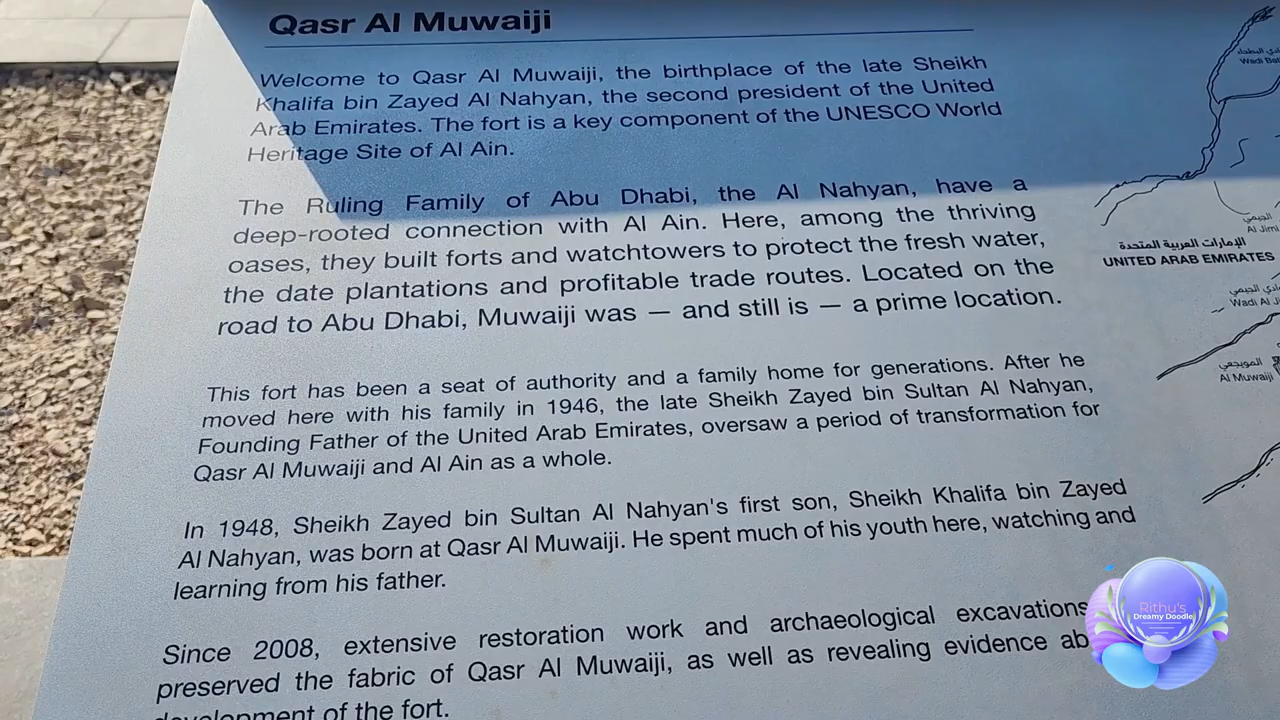 Qasr Al Muwaiji
Welcome to Qasr Al Muwaiji, the birthplace of the late Sheikh
Khalifa bin Zayed Al Nahyan, the second president of the United
Arab Emirates. The fort is a key component of the UNESCO World
Heritage Site of Al Ain.
The Ruling Family of Abu Dhabi, the Al Nahyan, have a
deep-rooted connection with Al Ain. Here, among the thriving
oases, they built forts and watchtowers to protect the fresh water,
the date plantations and profitable trade routes. Located on the
road to Abu Dhabi, Muwaiji was — and still is — a prime location.
This fort has been a seat of authority and a family home for generations. After he
moved here with his family in 1946, the late Sheikh Zayed bin Sultan Al Nahyan,
Founding Father of the United Arab Emirates, oversaw a period of transformation for
Qasr Al Muwaiji and Al Ain as a whole.
In 1948, Sheikh Zayed bin Sultan Al Nahyan's first son, Sheikh Khalifa bin Zayed
Al Nahyan, was born at Qasr Al Muwaiji. He spent much of his youth here, watching and
learning from his father.
Since 2008, extensive restoration work and archaeological excavations
preserved the fabric of Qasr Al Muwaiji, as well as revealing evidence ab
development of the fort.
Wadi
الجيمي
Al Jimi
الإمارات العربية المتحدة
UNITED ARAB EMIRATES
الجيمي
Wadi Al
المويجعي
Al Muwaiji
Rithu's
Dreamy Doodle